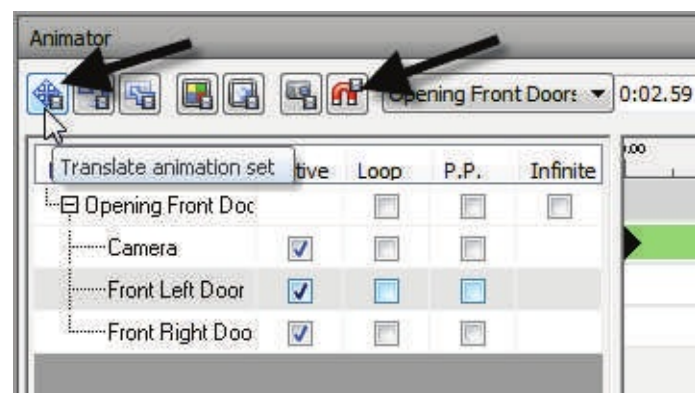 Animator
Opening Front Doors 0:02.59
Translate animation set tive Loop P.P. Infinite
Opening Front Doc
Camera
Front Left Door
Front Right Doo